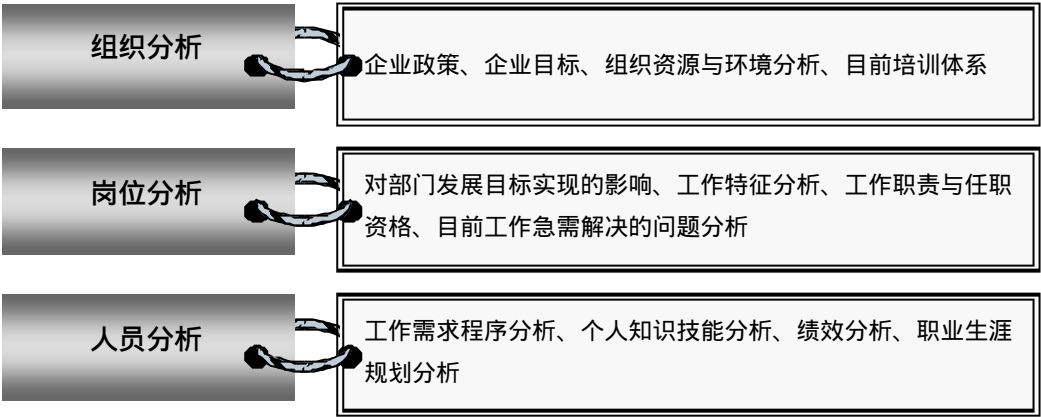 组织分析
企业政策、企业目标、组织资源与环境分析、目前培训体系
岗位分析
对部门发展目标实现的影响、工作特征分析、工作职责与任职
资格、目前工作急需解决的问题分析
人员分析
工作需求程序分析、个人知识技能分析、绩效分析、职业生涯
规划分析